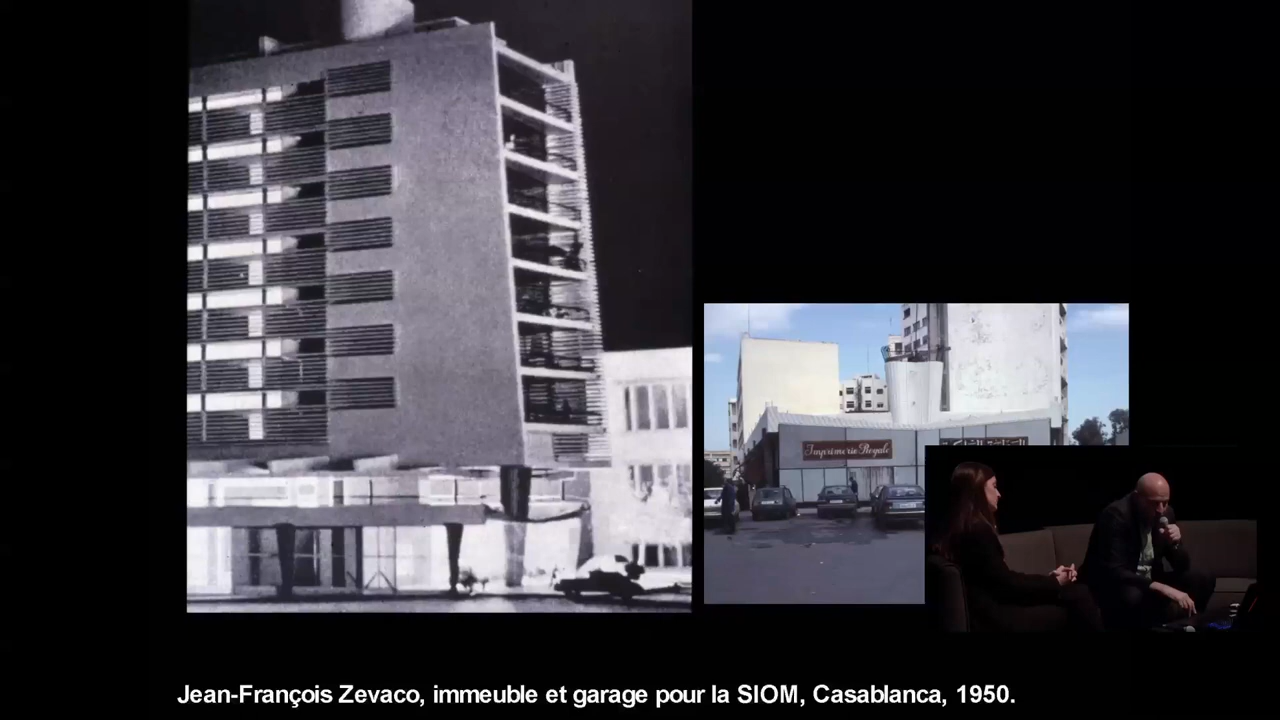 Imprimerie Royale
Jean-François Zevaco, immeuble et garage pour la SIOM, Casablanca, 1950.